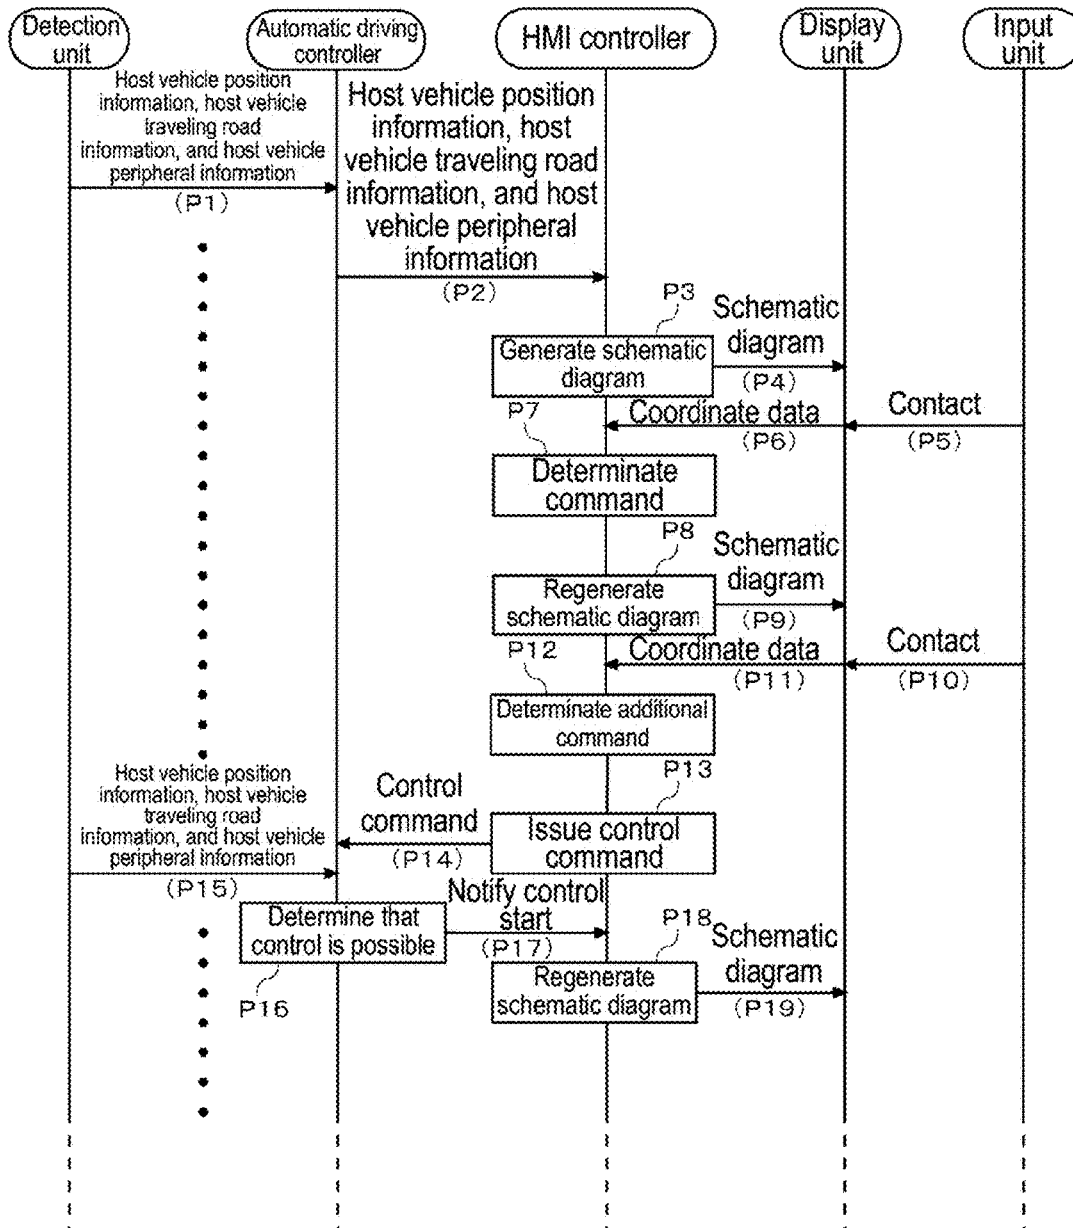 Detection
unit
Automatic driving
controller
HMI controller
Display
unit
Input
unit
Host vehicle position
information, host vehicle
traveling road
information, and host vehicle
peripheral information
(P1)
Host vehicle position
information, host
vehicle traveling road
information, and host
vehicle peripheral
information
(P2)
P3
Schematic
diagram
Generate schematic
diagram
(P4)
P7
Coordinate data
(P6)
Contact
(P5)
Determinate
command
P8
Schematic
diagram
Regenerate
schematic diagram
(P9)
P12
Coordinate data
(P11)
Contact
(P10)
Determinate additional
command
P13
Host vehicle position
information, host vehicle
traveling road
information, and host vehicle
peripheral information
(P15)
Control
command
(P14)
Issue control
command
Notify control
start
(P17)
Determine that
control is possible
P16
P18
Schematic
diagram
Regenerate
schematic diagram
(P19)